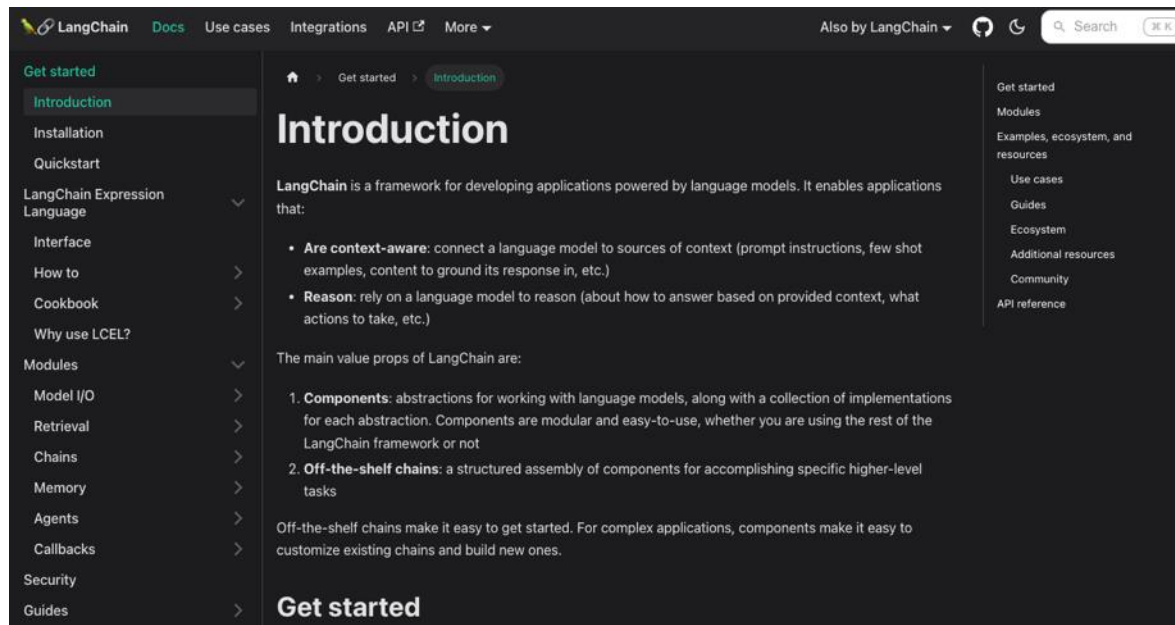 LangChain Docs Use cases Integrations API More Also by LangChain Search ⌘ K
Get started
Introduction
Installation
Quickstart
LangChain Expression
Language
Interface
How to
Cookbook
Why use LCEL?
Modules
Model I/O
Retrieval
Chains
Memory
Agents
Callbacks
Security
Guides
Get started > Introduction
Introduction
LangChain is a framework for developing applications powered by language models. It enables applications
that:
• Are context-aware: connect a language model to sources of context (prompt instructions, few shot
examples, content to ground its response in, etc.)
• Reason: rely on a language model to reason (about how to answer based on provided context, what
actions to take, etc.)
The main value props of LangChain are:
1. Components: abstractions for working with language models, along with a collection of implementations
for each abstraction. Components are modular and easy-to-use, whether you are using the rest of the
LangChain framework or not
2. Off-the-shelf chains: a structured assembly of components for accomplishing specific higher-level
tasks
Off-the-shelf chains make it easy to get started. For complex applications, components make it easy to
customize existing chains and build new ones.
Get started
Get started
Modules
Examples, ecosystem, and
resources
Use cases
Guides
Ecosystem
Additional resources
Community
API reference